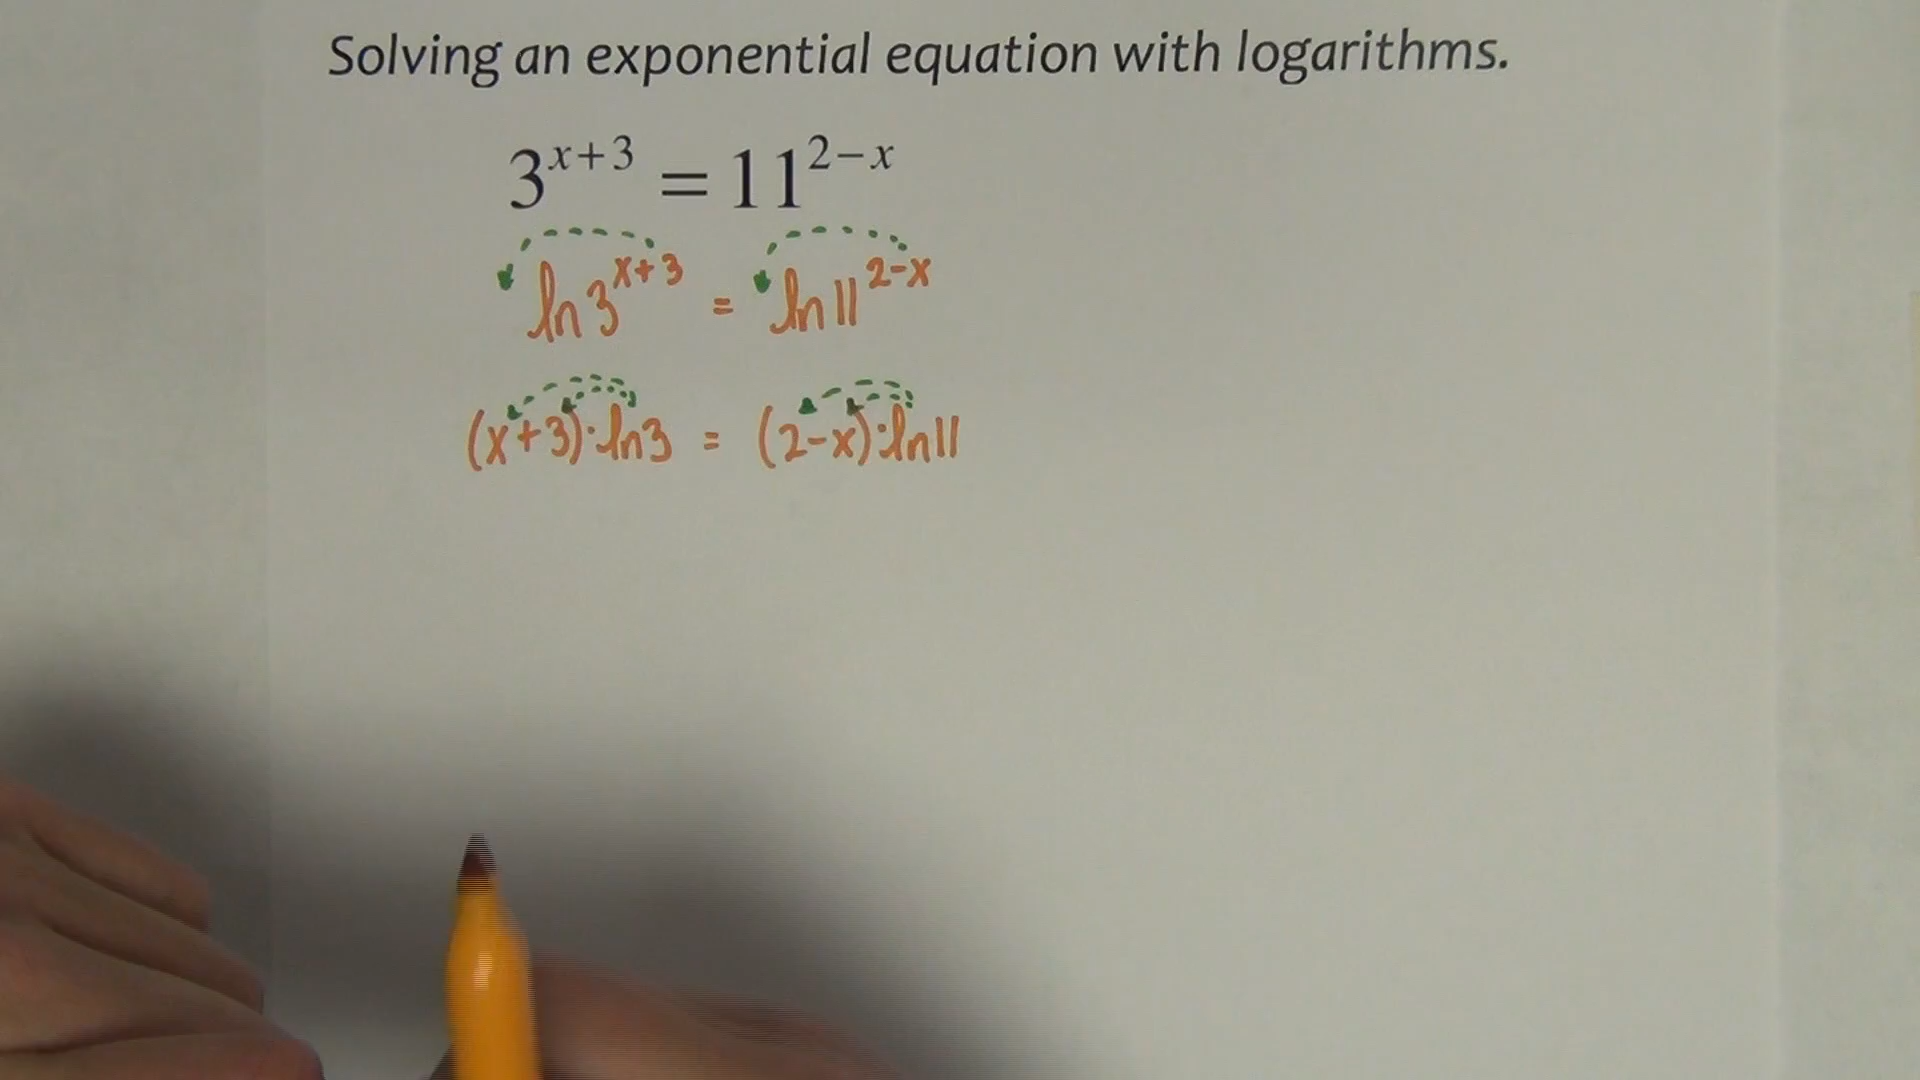 Solving an exponential equation with logarithms.
3^{x+3} = 11^{2-x}
ln 3^{x+3} = ln 11^{2-x}
(x+3)·ln3 = (2-x)·ln11